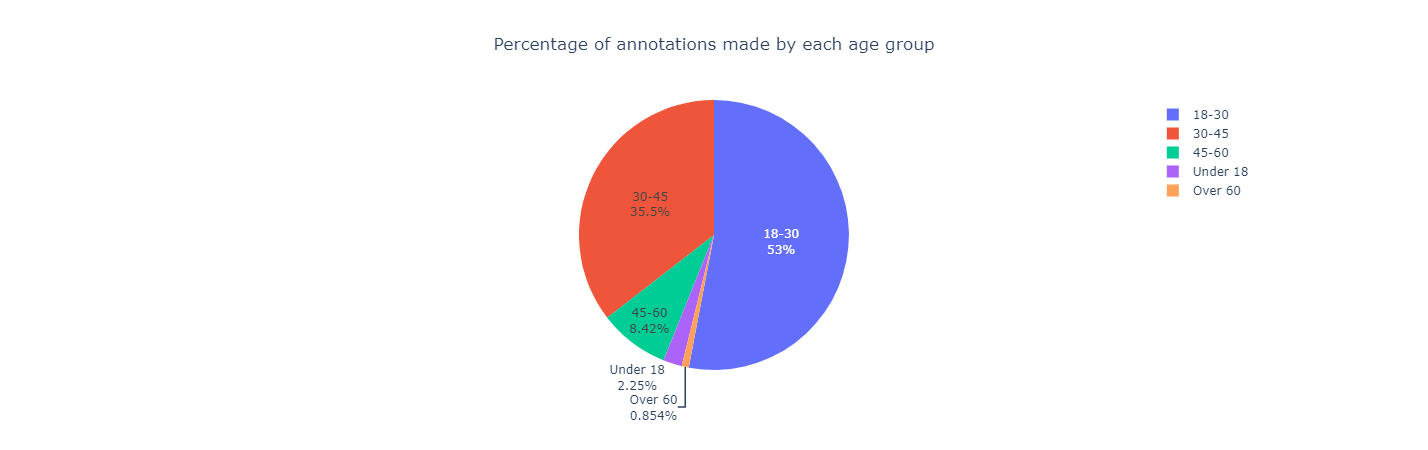 Percentage of annotations made by each age group
18-30
53%
30-45
35.5%
45-60
8.42%
Under 18
2.25%
Over 60
0.854%
18-30
30-45
45-60
Under 18
Over 60